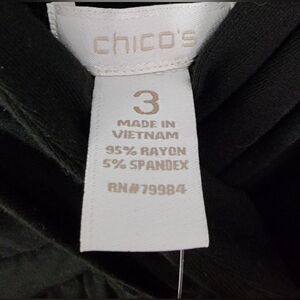 chico's
3
MADE IN
VIETNAM
95% RAYON
5% SPANDEX
RN#79984